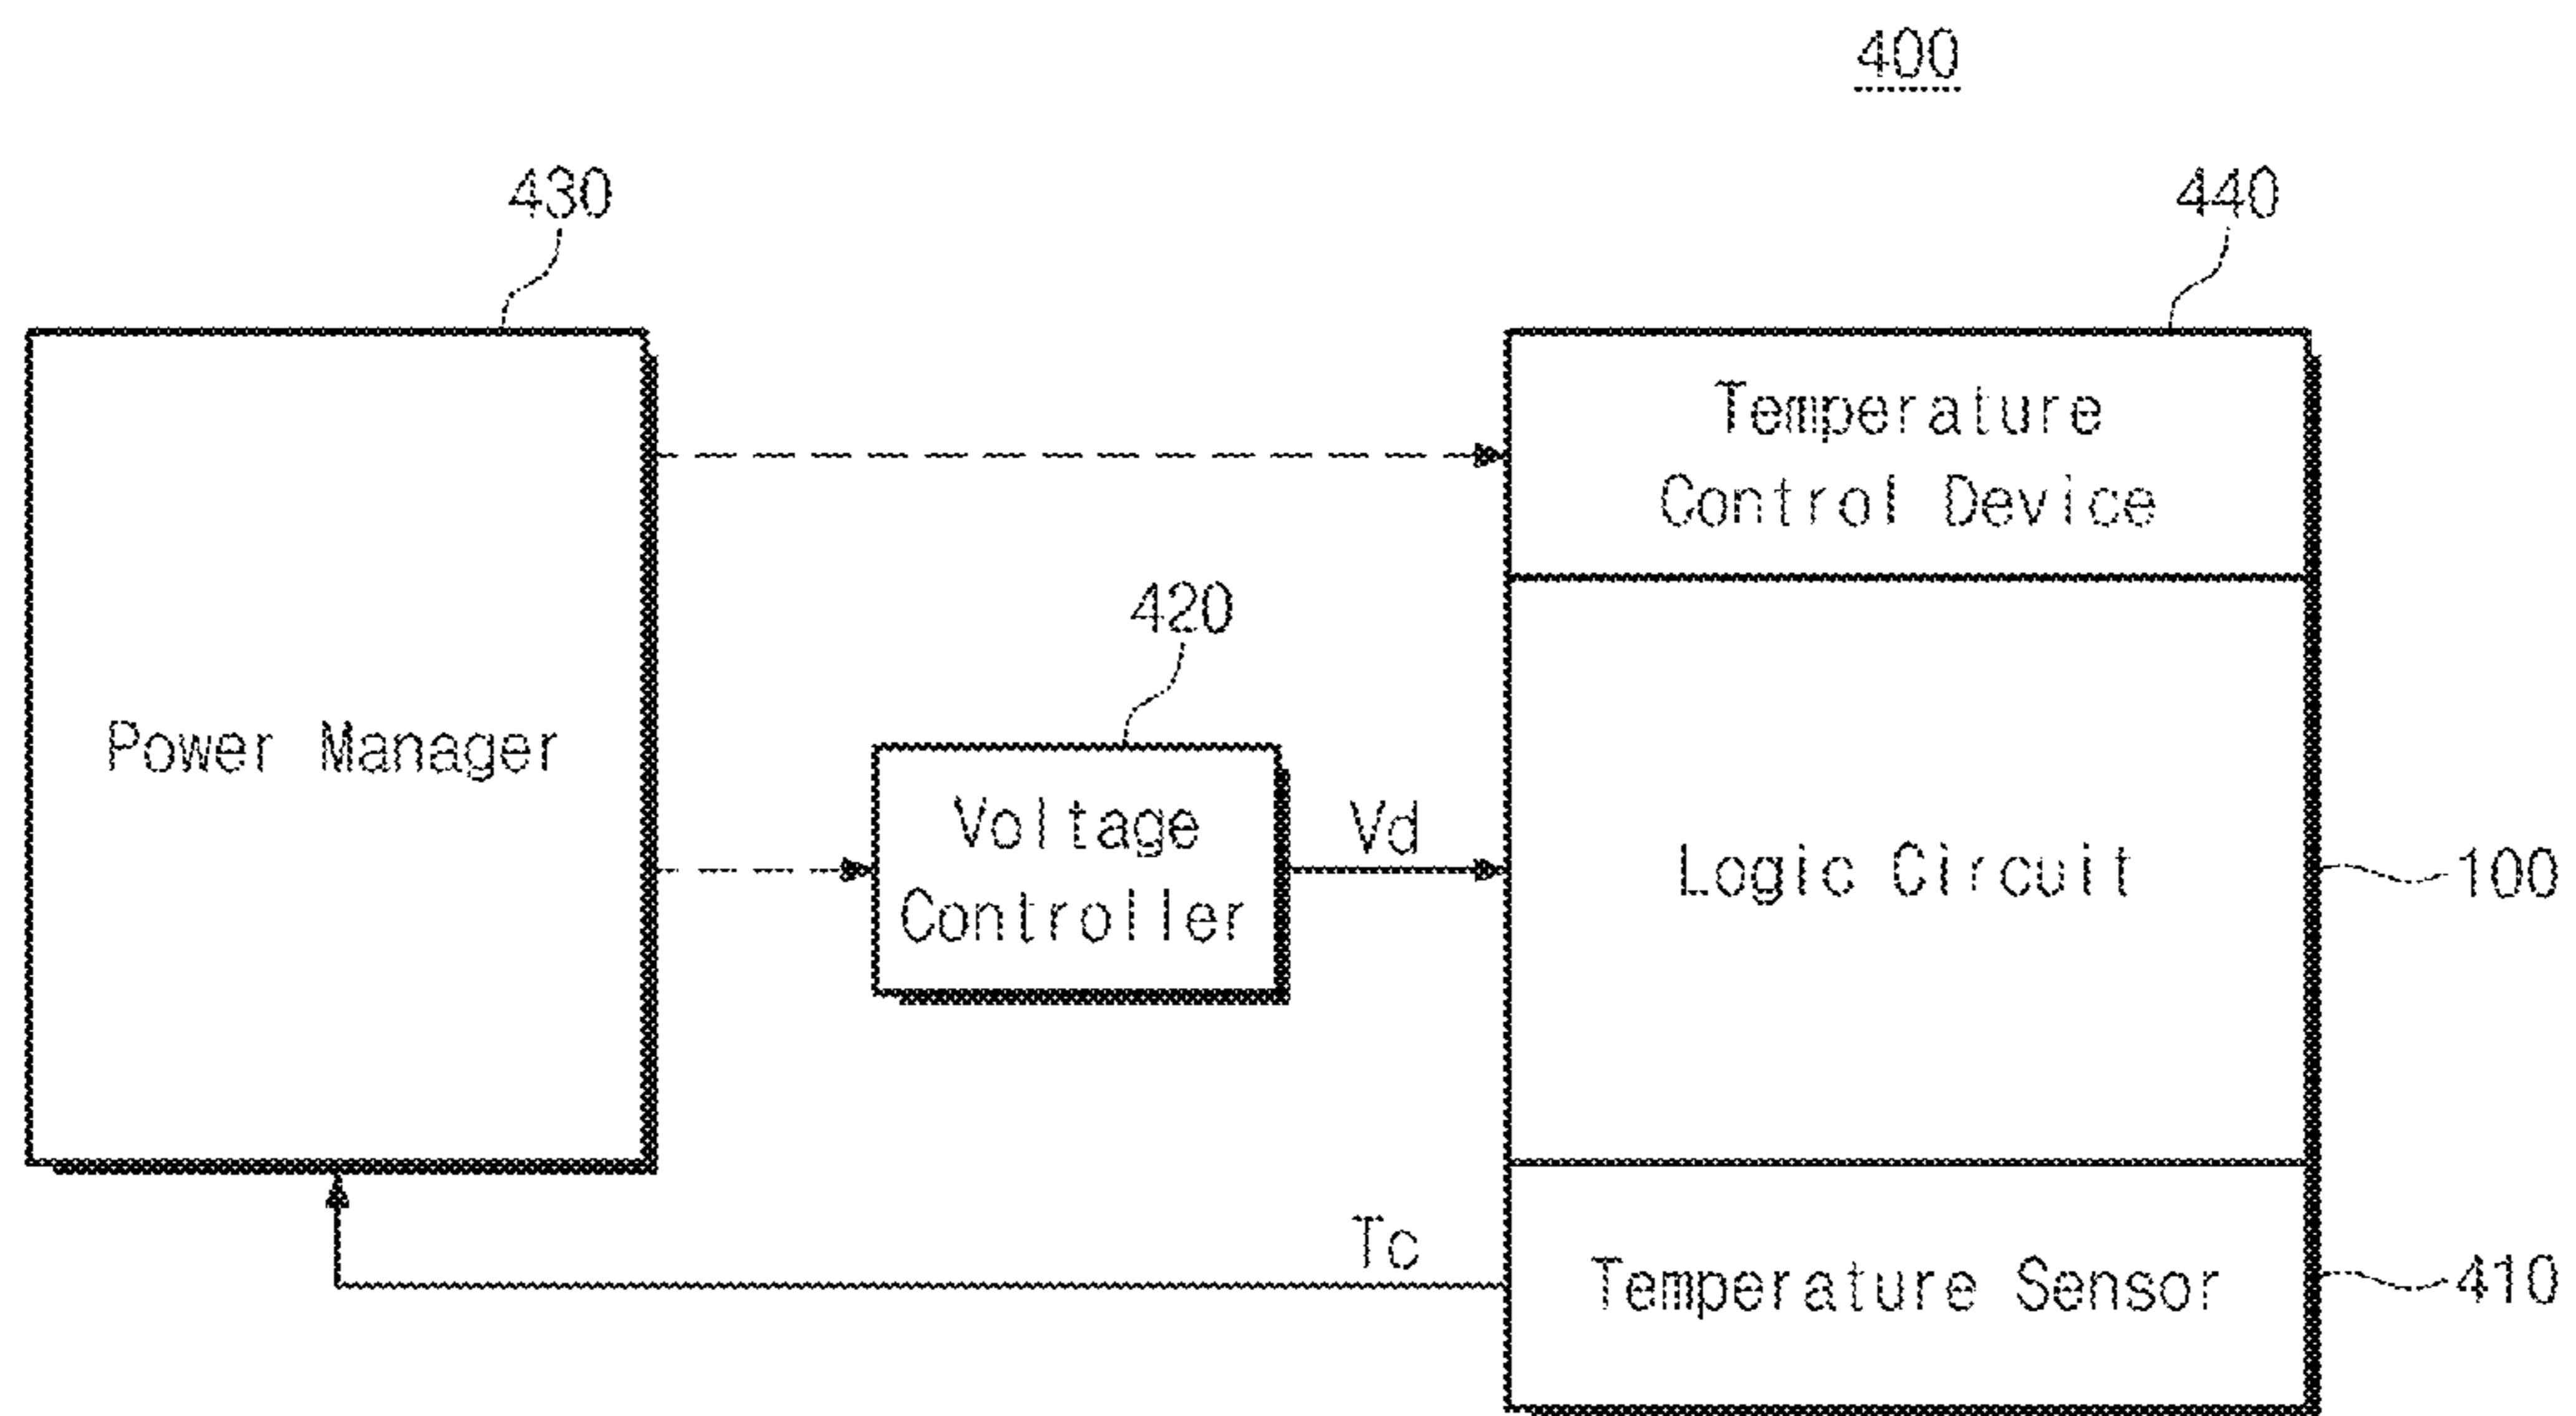 400
430
440
Temperature
Control Device
420
Power Manager
Voltage
Controller
Vd
Logic Circuit
100
Tc
Temperature Sensor
410